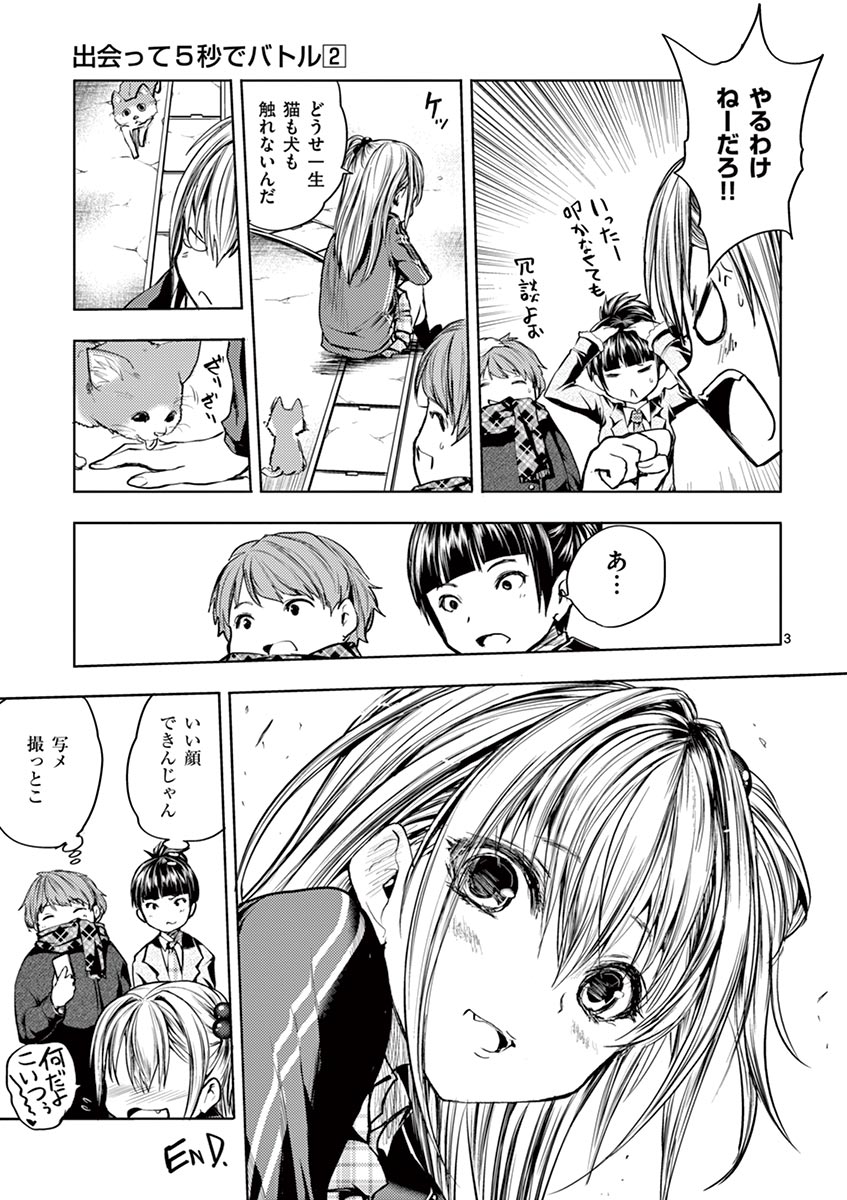 出会って５秒でバトル2
やるわけ
ねーだろ!!
いったー
叩かなくても
冗談よぉ
ケッ
どうせ一生
猫も犬も
触れないんだ
ざり
ざり
あ…
3
いい顔
できんじゃん
写メ
撮っとこ
何だよ
こいつぅ〜♥
END.